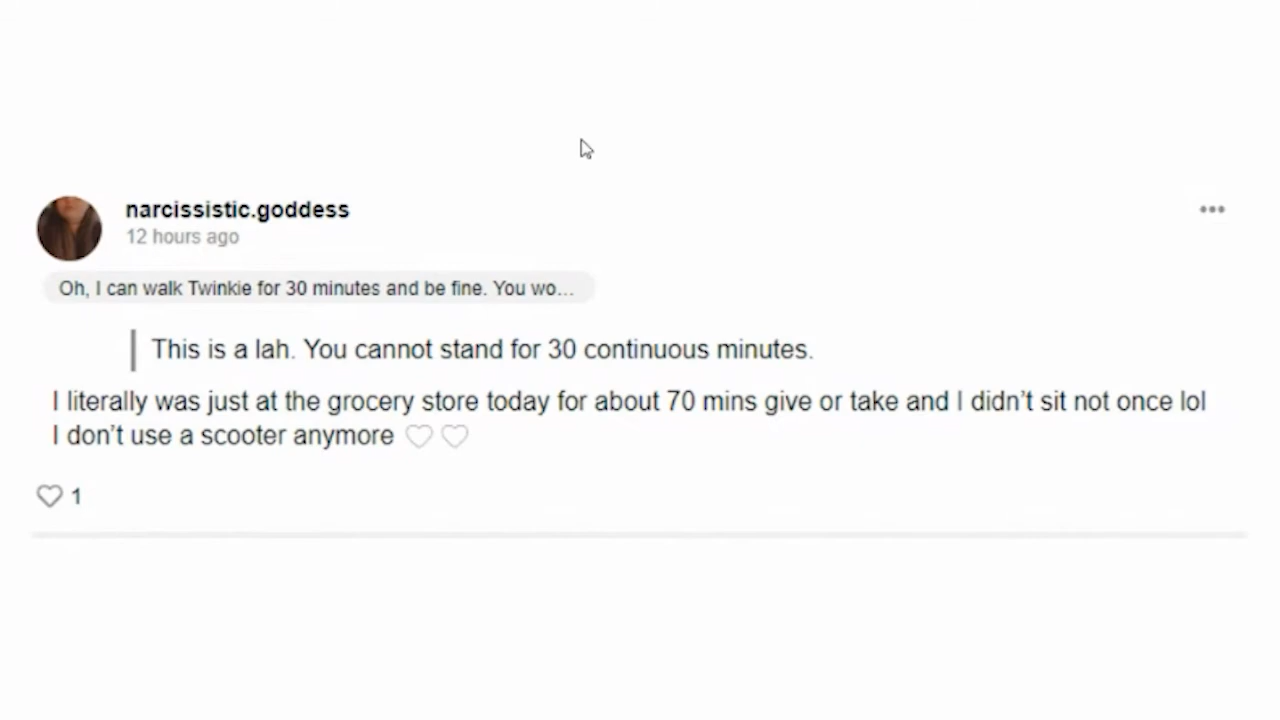 narcissistic.goddess
12 hours ago
Oh, I can walk Twinkie for 30 minutes and be fine. You wo...
This is a lah. You cannot stand for 30 continuous minutes.
I literally was just at the grocery store today for about 70 mins give or take and I didn’t sit not once lol
I don’t use a scooter anymore ♡ ♡
1